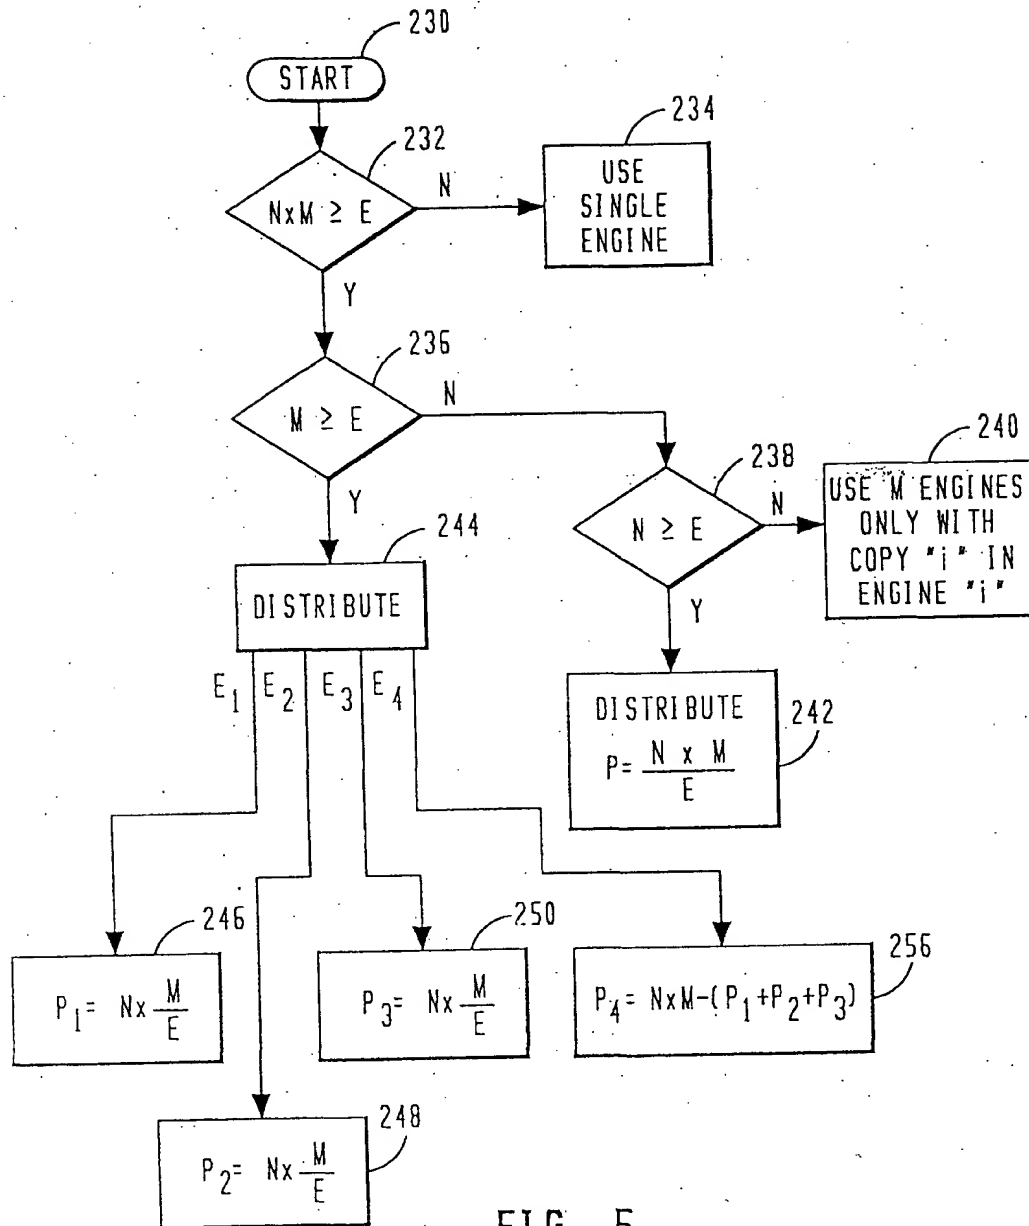 230
START
232
N x M ≥ E
N
234
USE
SINGLE
ENGINE
Y
236
M ≥ E
N
238
N ≥ E
N
240
USE M ENGINES
ONLY WITH
COPY "i" IN
ENGINE "i"
Y
244
DISTRIBUTE
Y
242
DISTRIBUTE
P= N x M
E
E1 E2 E3 E4
246
P1= Nx M
E
250
P3= Nx M
E
256
P4= NxM-(P1+P2+P3)
248
P2= Nx M
E